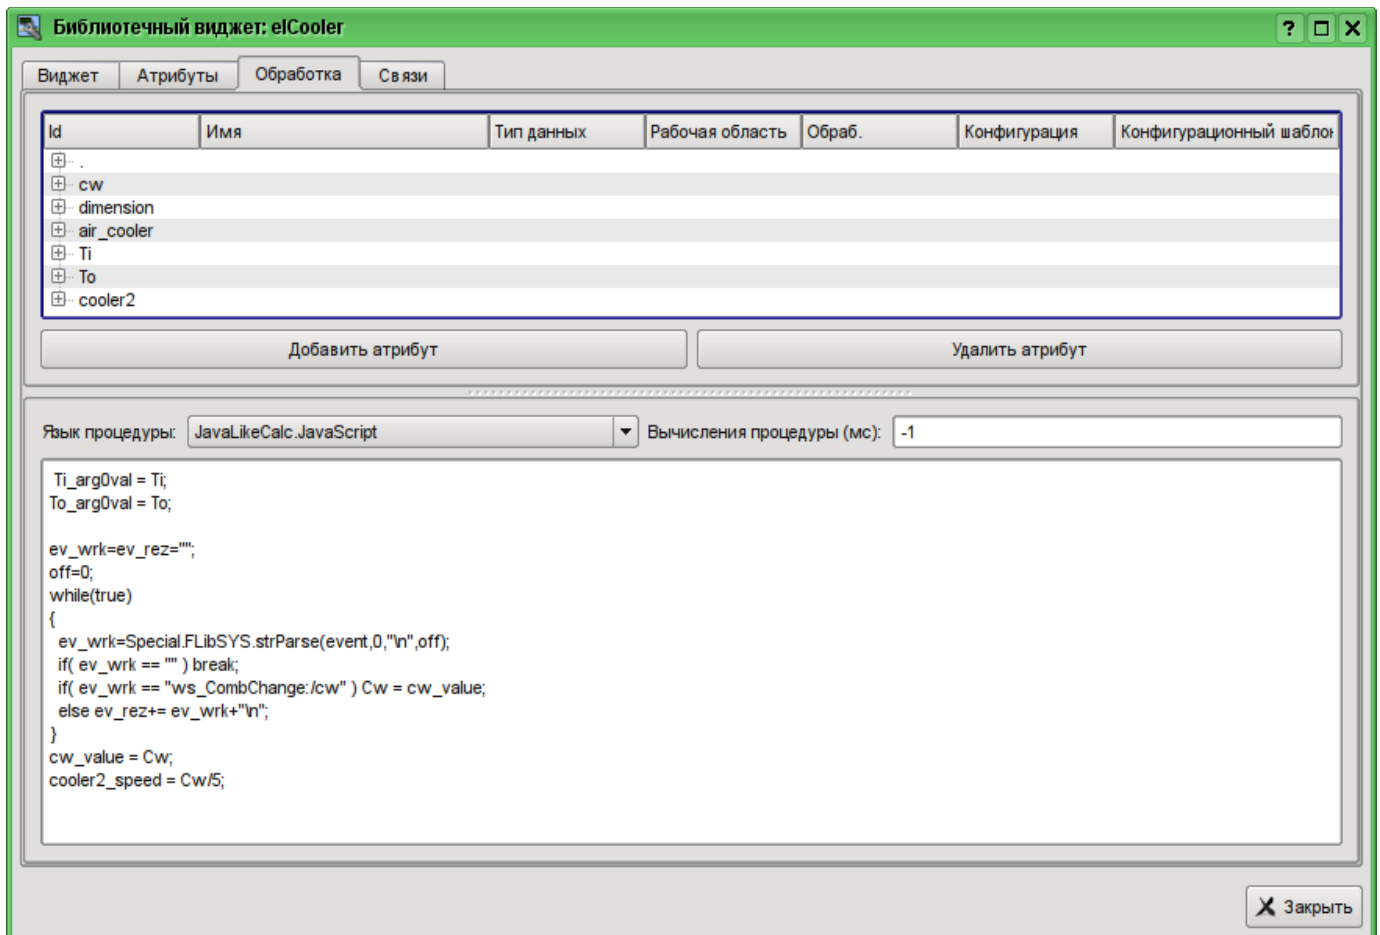 Библиотечный виджет: elCooler
Виджет Атрибуты Обработка Связи
Id Имя Тип данных Рабочая область Обраб. Конфигурация Конфигурационный шаблон
.
cw
dimension
air_cooler
Ti
To
cooler2
Добавить атрибут Удалить атрибут
Язык процедуры: JavaLikeCalc.JavaScript Вычисления процедуры (мс): -1
Ti_arg0val = Ti;
To_arg0val = To;
ev_wrk=ev_rez="";
off=0;
while(true)
{
ev_wrk=Special.FLibSYS.strParse(event,0,"\n",off);
if( ev_wrk == "" ) break;
if( ev_wrk == "ws_CombChange:/cw" ) Cw = cw_value;
else ev_rez+= ev_wrk+"\n";
}
cw_value = Cw;
cooler2_speed = Cw/5;
Закрыть